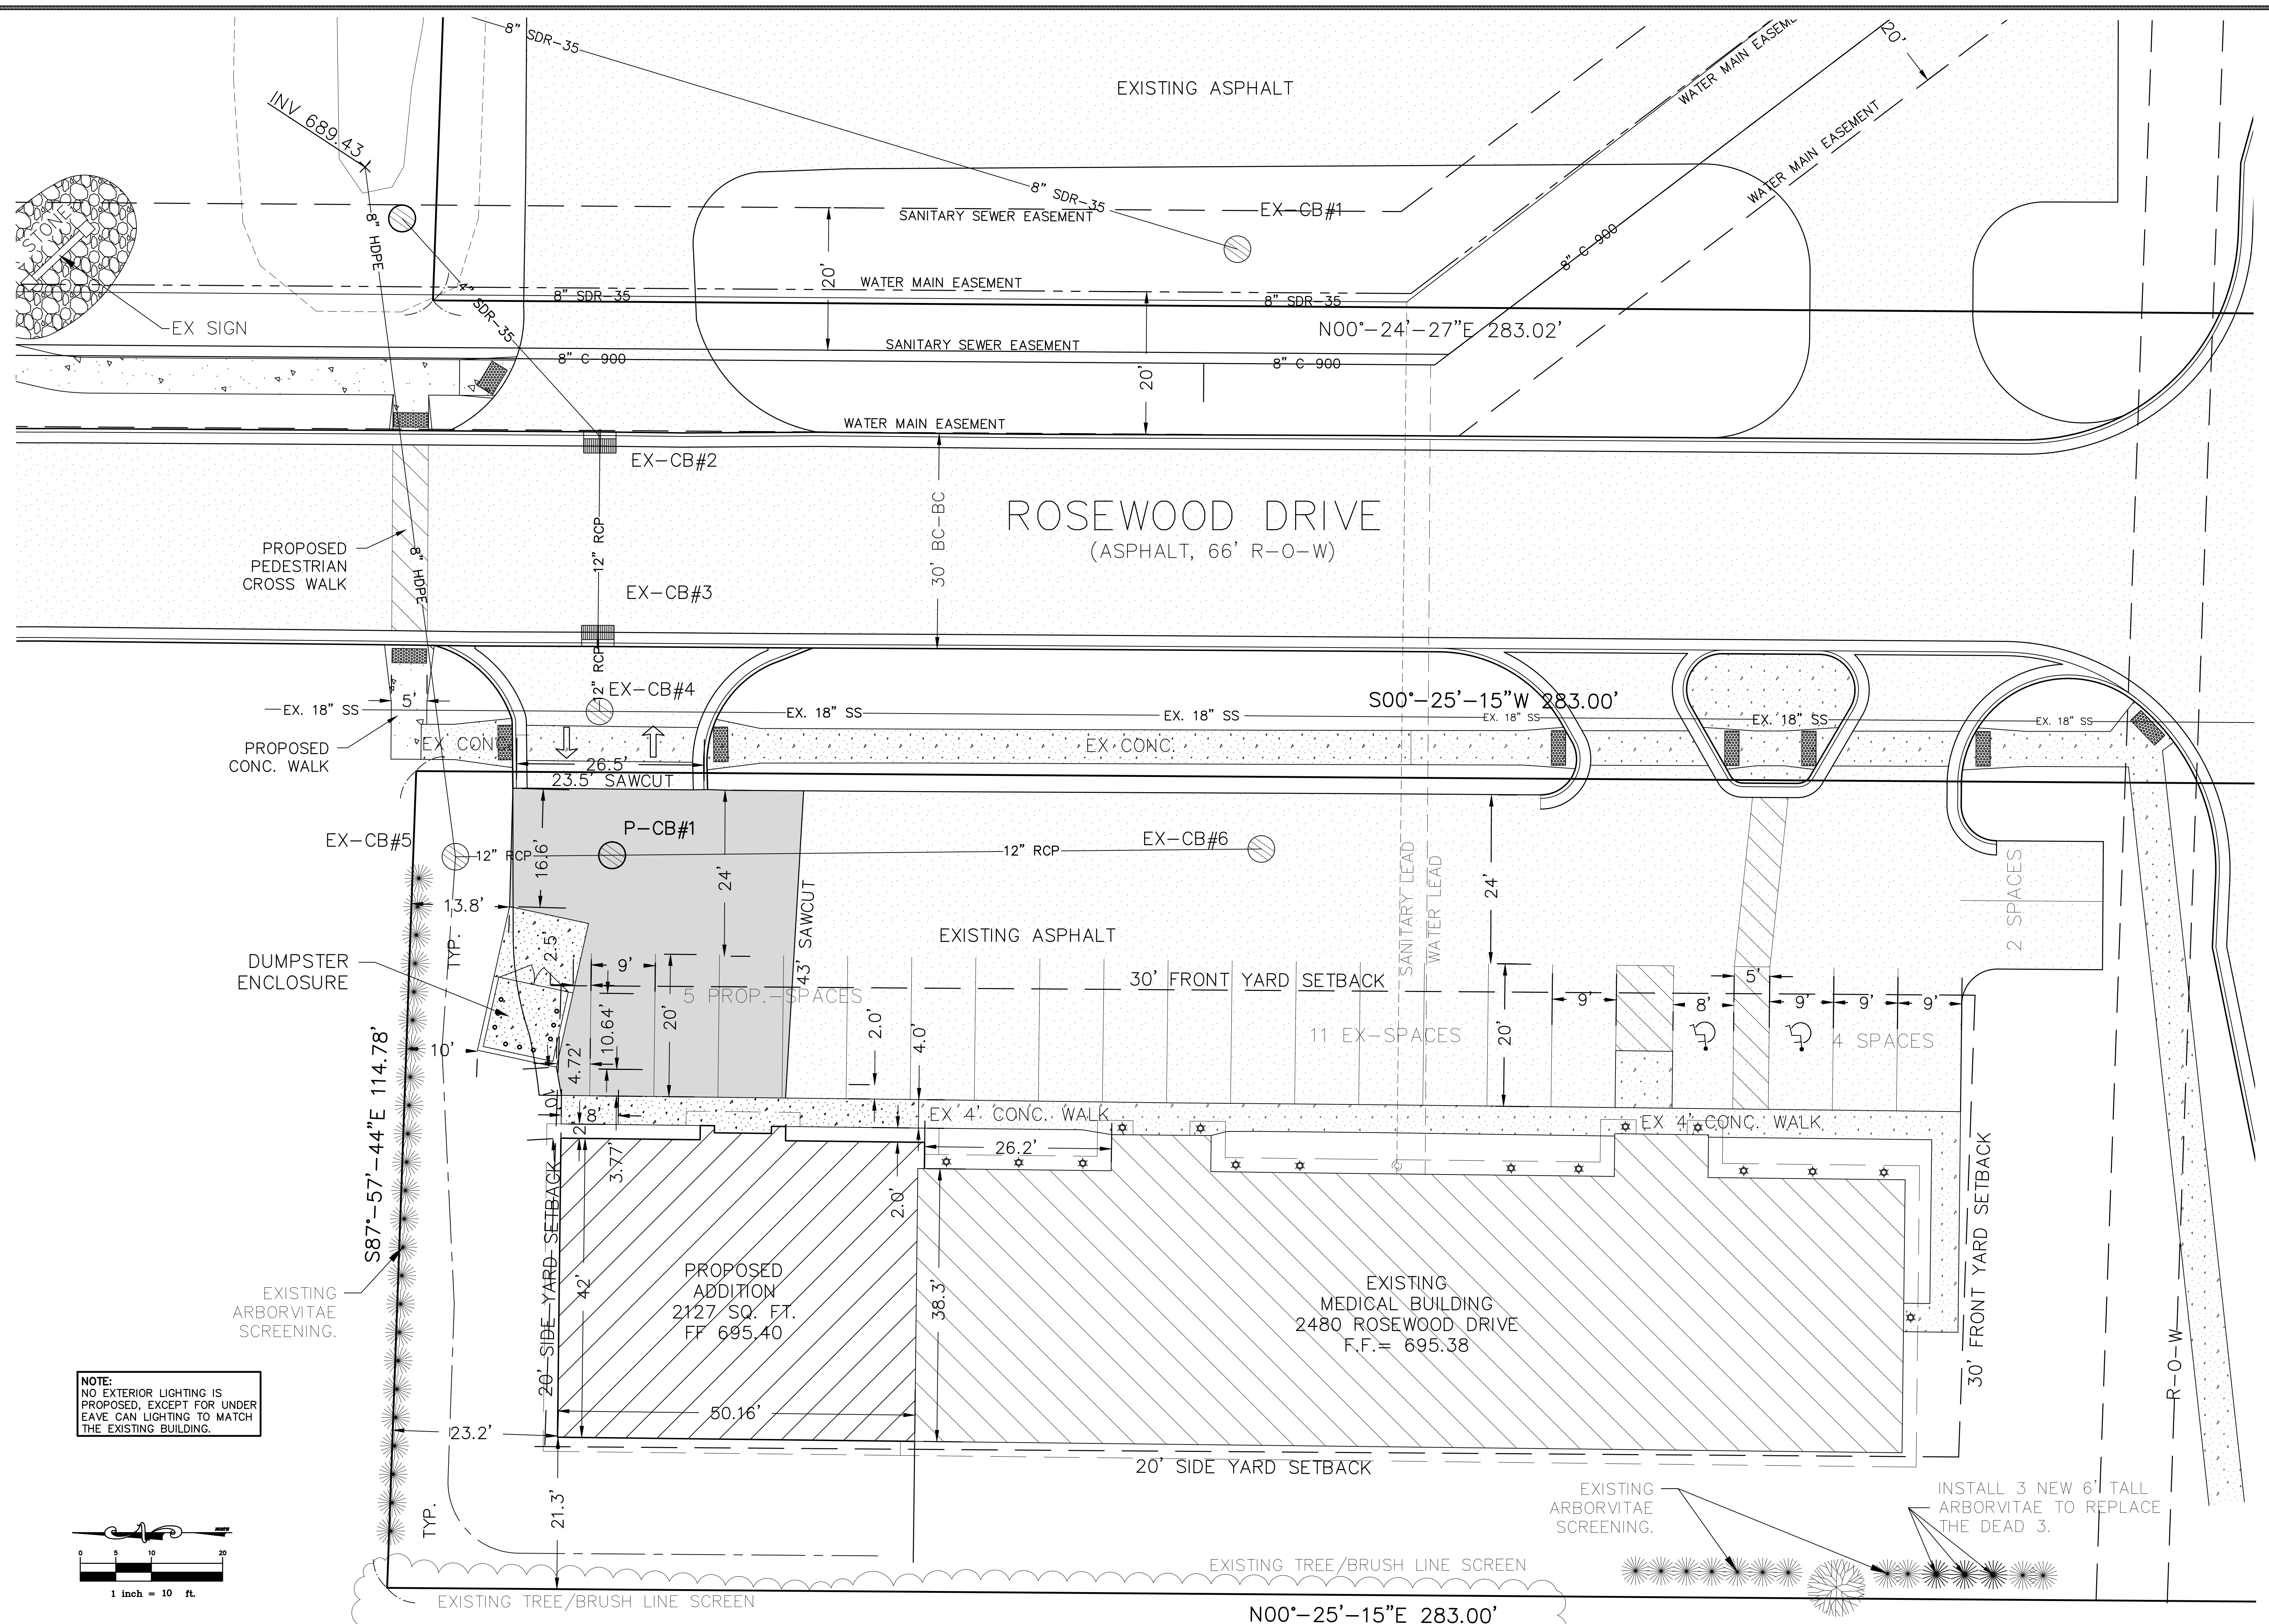 8" SDR-35
EXISTING ASPHALT
WATER MAIN EASEM
20'
WATER MAIN EASEMENT
INV 689.43
8" SDR-35
EX-CB#1
SANITARY SEWER EASEMENT
STONE
8" HDPE
4" SDR-35
20'
WATER MAIN EASEMENT
8" C-900
8" SDR-35
8" SDR-35
EX SIGN
N00°-24'-27"E 283.02'
SANITARY SEWER EASEMENT
8" C-900
8" C-900
20'
WATER MAIN EASEMENT
EX-CB#2
ROSEWOOD DRIVE
(ASPHALT, 66' R-O-W)
30' BC-BC
12" RCP
PROPOSED
PEDESTRIAN
CROSS WALK
8" HDPE
EX-CB#3
12" RCP
EX-CB#4
5'
S00°-25'-15"W 283.00'
EX. 18" SS
EX. 18" SS
EX. 18" SS
EX. 18" SS
EX. 18" SS
EX. 18" SS
PROPOSED
CONC. WALK
EX CONC.
EX CONC.
26.5'
23.5' SAWCUT
EX-CB#5
P-CB#1
EX-CB#6
12" RCP
12" RCP
16.6'
24'
24'
43' SAWCUT
SANITARY LEAD
WATER LEAD
2 SPACES
13.8'
TYP.
EXISTING ASPHALT
DUMPSTER
ENCLOSURE
2.5'
9'
30' FRONT YARD SETBACK
5 PROP.-SPACES
5'
9'
8'
9'
9'
9'
10.64'
20'
2.0'
4.0'
11 EX-SPACES
20'
4 SPACES
10'
4.72'
S87°-57'-44"E 114.78'
10'
8'
EX 4' CONC. WALK
EX 4' CONC. WALK
2'
3.77'
26.2'
2.0'
20' SIDE YARD SETBACK
42'
38.3'
30' FRONT YARD SETBACK
PROPOSED
ADDITION
2127 SQ. FT.
FF 695.40
EXISTING
MEDICAL BUILDING
2480 ROSEWOOD DRIVE
F.F.= 695.38
EXISTING
ARBORVITAE
SCREENING.
R-O-W
NOTE:
NO EXTERIOR LIGHTING IS
PROPOSED, EXCEPT FOR UNDER
EAVE CAN LIGHTING TO MATCH
THE EXISTING BUILDING.
50.16'
23.2'
20' SIDE YARD SETBACK
21.3'
TYP.
EXISTING
ARBORVITAE
SCREENING.
INSTALL 3 NEW 6' TALL
ARBORVITAE TO REPLACE
THE DEAD 3.
0 5 10 20
1 inch = 10 ft.
EXISTING TREE/BRUSH LINE SCREEN
EXISTING TREE/BRUSH LINE SCREEN
N00°-25'-15"E 283.00'